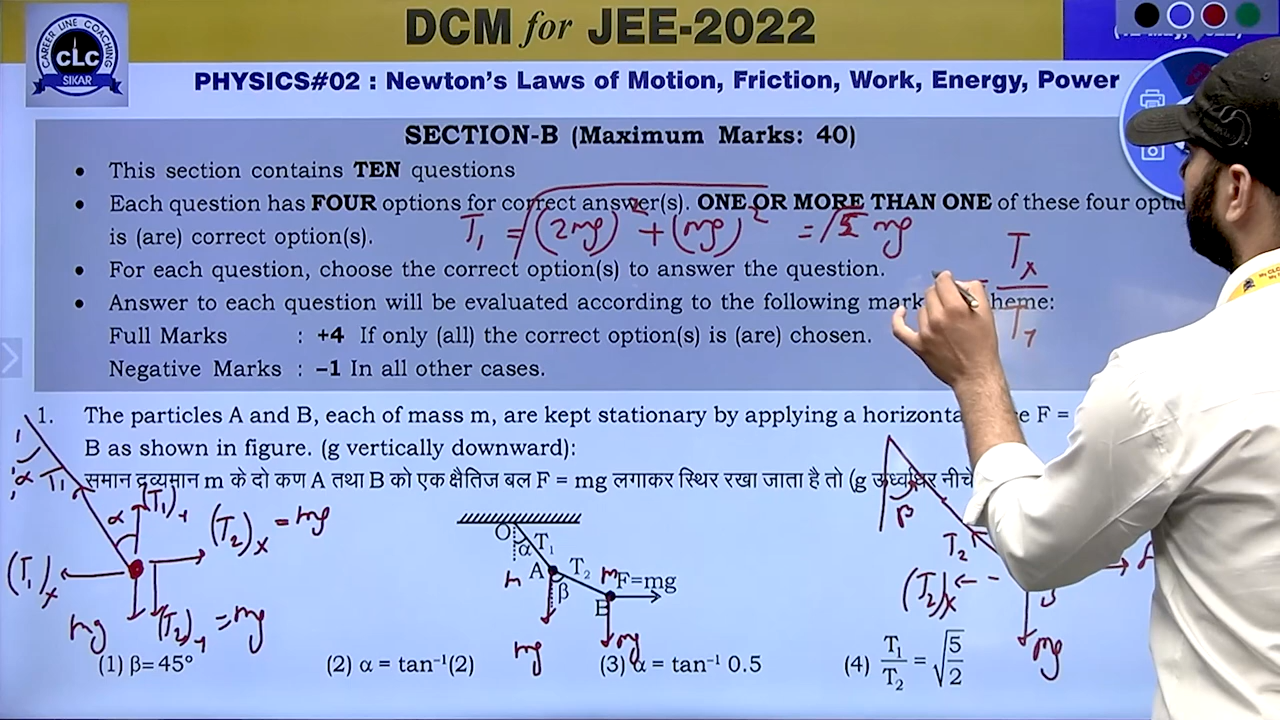 DCM for JEE-2022
CAREER LINE COACHING
CLC
SIKAR
PHYSICS#02 : Newton's Laws of Motion, Friction, Work, Energy, Power
SECTION-B (Maximum Marks: 40)
• This section contains TEN questions
• Each question has FOUR options for correct answer(s). ONE OR MORE THAN ONE of these four
is (are) correct option(s).
T₁ = √((2mg)² + (mg)²) = √5 mg
Tₓ
Tᵧ
• For each question, choose the correct option(s) to answer the question.
• Answer to each question will be evaluated according to the following
Full Marks : +4 If only (all) the correct option(s) is (are) chosen.
Negative Marks : –1 In all other cases.
1. The particles A and B, each of mass m, are kept stationary by applying a F =
B as shown in figure. (g vertically downward):
समान द्रव्यमान m के दो कण A तथा B को एक क्षैतिज बल F = mg लगाकर स्थिर रखा जाता है तो (g ऊर्ध्वाधर नीचे
α T₁
α (T₁)ᵧ
(T₂)ₓ = mg
(T₁)ₓ
mg (T₂)ᵧ = mg
O α T₁
m A T₂ m F=mg
β B
mg mg
β
T₂
(T₂)ₓ
mg
(1) β= 45° (2) α = tan⁻¹(2) (3) α = tan⁻¹ 0.5 (4) T₁/T₂ = √(5/2)